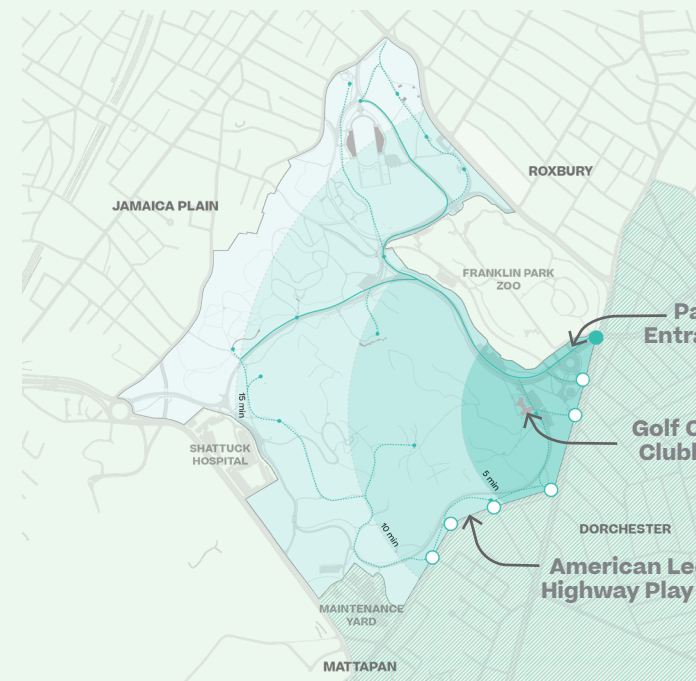 ROXBURY
JAMAICA PLAIN
FRANKLIN PARK
ZOO
Pa
Entra
15 min
Golf C
Clubh
SHATTUCK
HOSPITAL
5 min
10 min
DORCHESTER
American Le
Highway Play
MAINTENANCE
YARD
MATTAPAN